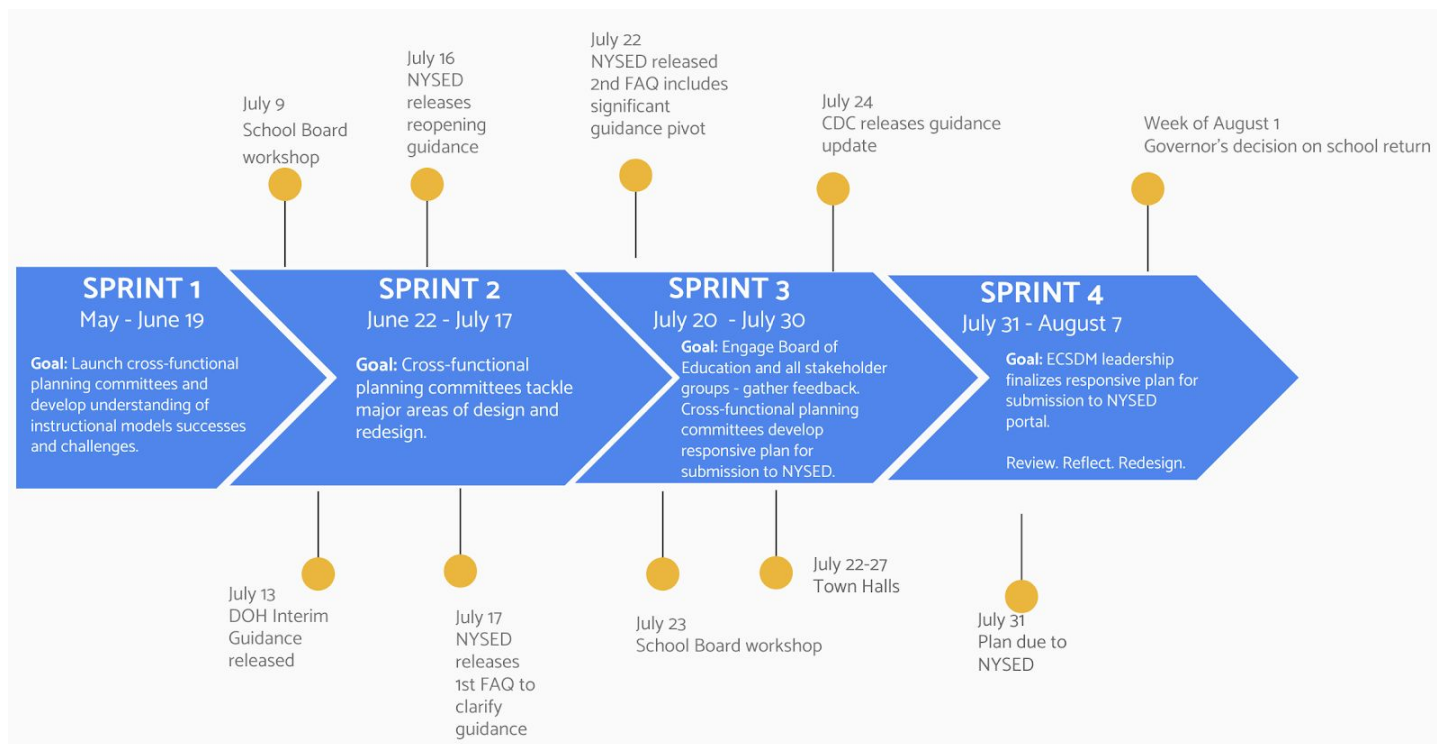 July 9
School Board
workshop
July 16
NYSED
releases
reopening
guidance
July 22
NYSED released
2nd FAQ includes
significant
guidance pivot
July 24
CDC releases guidance
update
Week of August 1
Governor's decision on school return
SPRINT 1
May - June 19
Goal: Launch cross-functional
planning committees and
develop understanding of
instructional models successes
and challenges.
SPRINT 2
June 22 - July 17
Goal: Cross-functional
planning committees tackle
major areas of design and
redesign.
SPRINT 3
July 20 - July 30
Goal: Engage Board of
Education and all stakeholder
groups - gather feedback.
Cross-functional planning
committees develop
responsive plan for
submission to NYSED.
SPRINT 4
July 31 - August 7
Goal: ECSDM leadership
finalizes responsive plan for
submission to NYSED
portal.
Review. Reflect. Redesign.
July 13
DOH Interim
Guidance
released
July 17
NYSED
releases
1st FAQ to
clarify
guidance
July 23
School Board workshop
July 22-27
Town Halls
July 31
Plan due to
NYSED